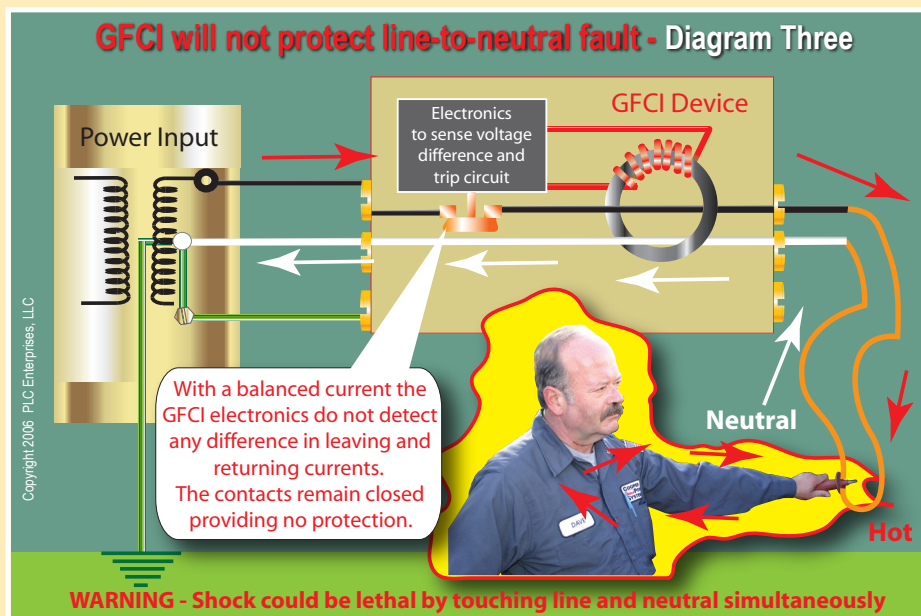 GFCI will not protect line-to-neutral fault - Diagram Three
Power Input
Electronics
to sense voltage
difference and
trip circuit
GFCI Device
With a balanced current the
GFCI electronics do not detect
any difference in leaving and
returning currents.
The contacts remain closed
providing no protection.
Neutral
Hot
DAVE
Copyright 2006 PLC Enterprises, LLC
WARNING - Shock could be lethal by touching line and neutral simultaneously